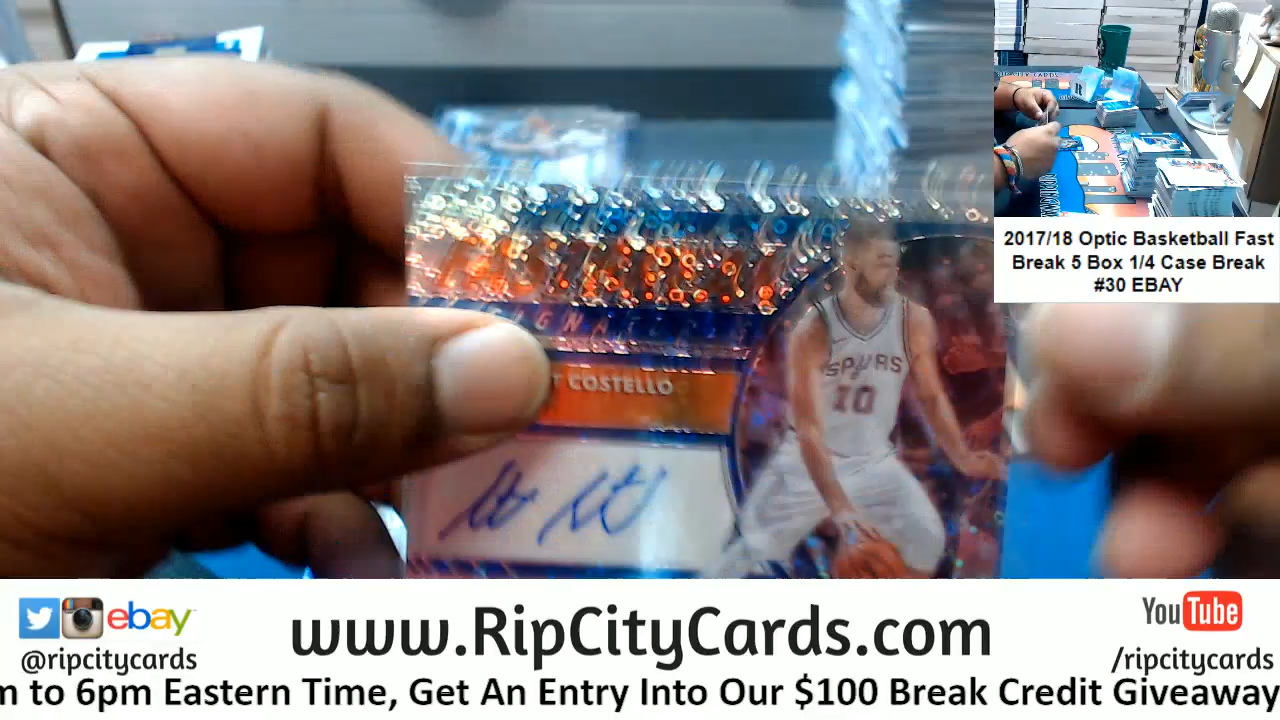 SIGNATURES
T COSTELLO
SPURS
10
2017/18 Optic Basketball Fast
Break 5 Box 1/4 Case Break
#30 EBAY
ebay
@ripcitycards
www.RipCityCards.com
YouTube
/ripcitycards
m to 6pm Eastern Time, Get An Entry Into Our $100 Break Credit Giveaway